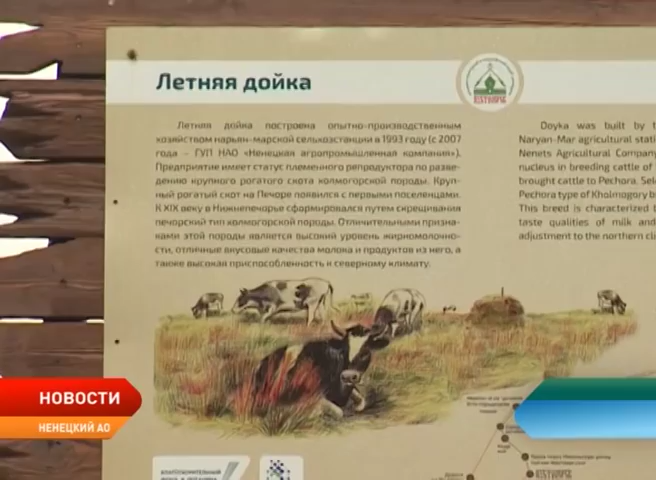 Летняя дойка
Летняя дойка построена опытно-производственным
хозяйством нарьян-марской сельхозстанции в 1993 году (с 2007
года – ГУП НАО «Ненецкая агропромышленная компания»).
Предприятие имеет статус племенного репродуктора по разве-
дению крупного рогатого скота холмогорской породы. Круп-
ный рогатый скот на Печоре появился с первыми поселенцами.
К XIX веку в Нижнепечорье сформировался путем скрещивания
печорский тип холмогорской породы. Отличительными призна-
ками этой породы является высокий уровень жирномолочно-
сти, отличные вкусовые качества молока и продуктов из него, а
также высокая приспособленность к северному климату.
Doyka was built by
Naryan-Mar agricultural
Nenets Agricultural Company
nucleus in breeding cattle of
brought cattle to Pechora.
Pechora type of Kholmogory
This breed is characterized
taste qualities of milk and
adjustment to the northern
НОВОСТИ
НЕНЕЦКИЙ АО